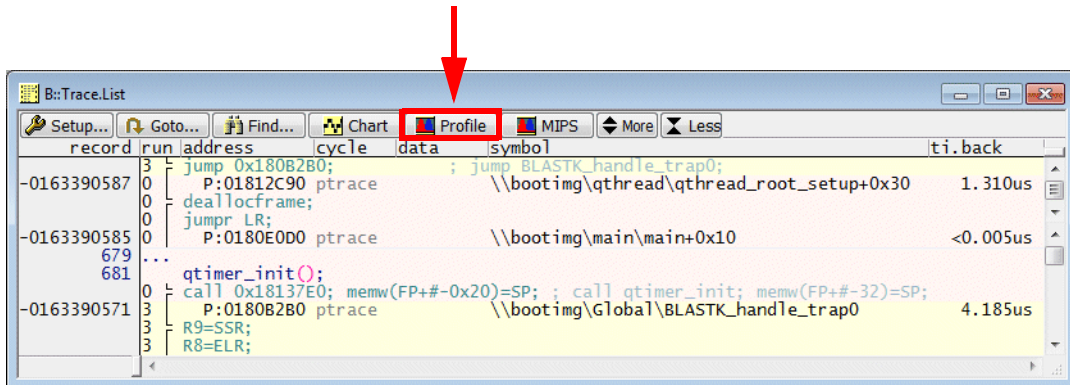 B::Trace.List
Setup... Goto... Find... Chart Profile MIPS More Less
record run address cycle data symbol ti.back
3 jump 0x180B2B0; ; jump BLASTK_handle_trap0;
-0163390587 0 P:01812C90 ptrace \\bootimg\qthread\qthread_root_setup+0x30 1.310us
0 deallocframe;
0 jumpr LR;
-0163390585 0 P:0180E0D0 ptrace \\bootimg\main\main+0x10 <0.005us
679 ...
681 qtimer_init();
0 call 0x18137E0; memw(FP+#-0x20)=SP; ; call qtimer_init; memw(FP+#-32)=SP;
-0163390571 3 P:0180B2B0 ptrace \\bootimg\Global\BLASTK_handle_trap0 4.185us
3 R9=SSR;
3 R8=ELR;